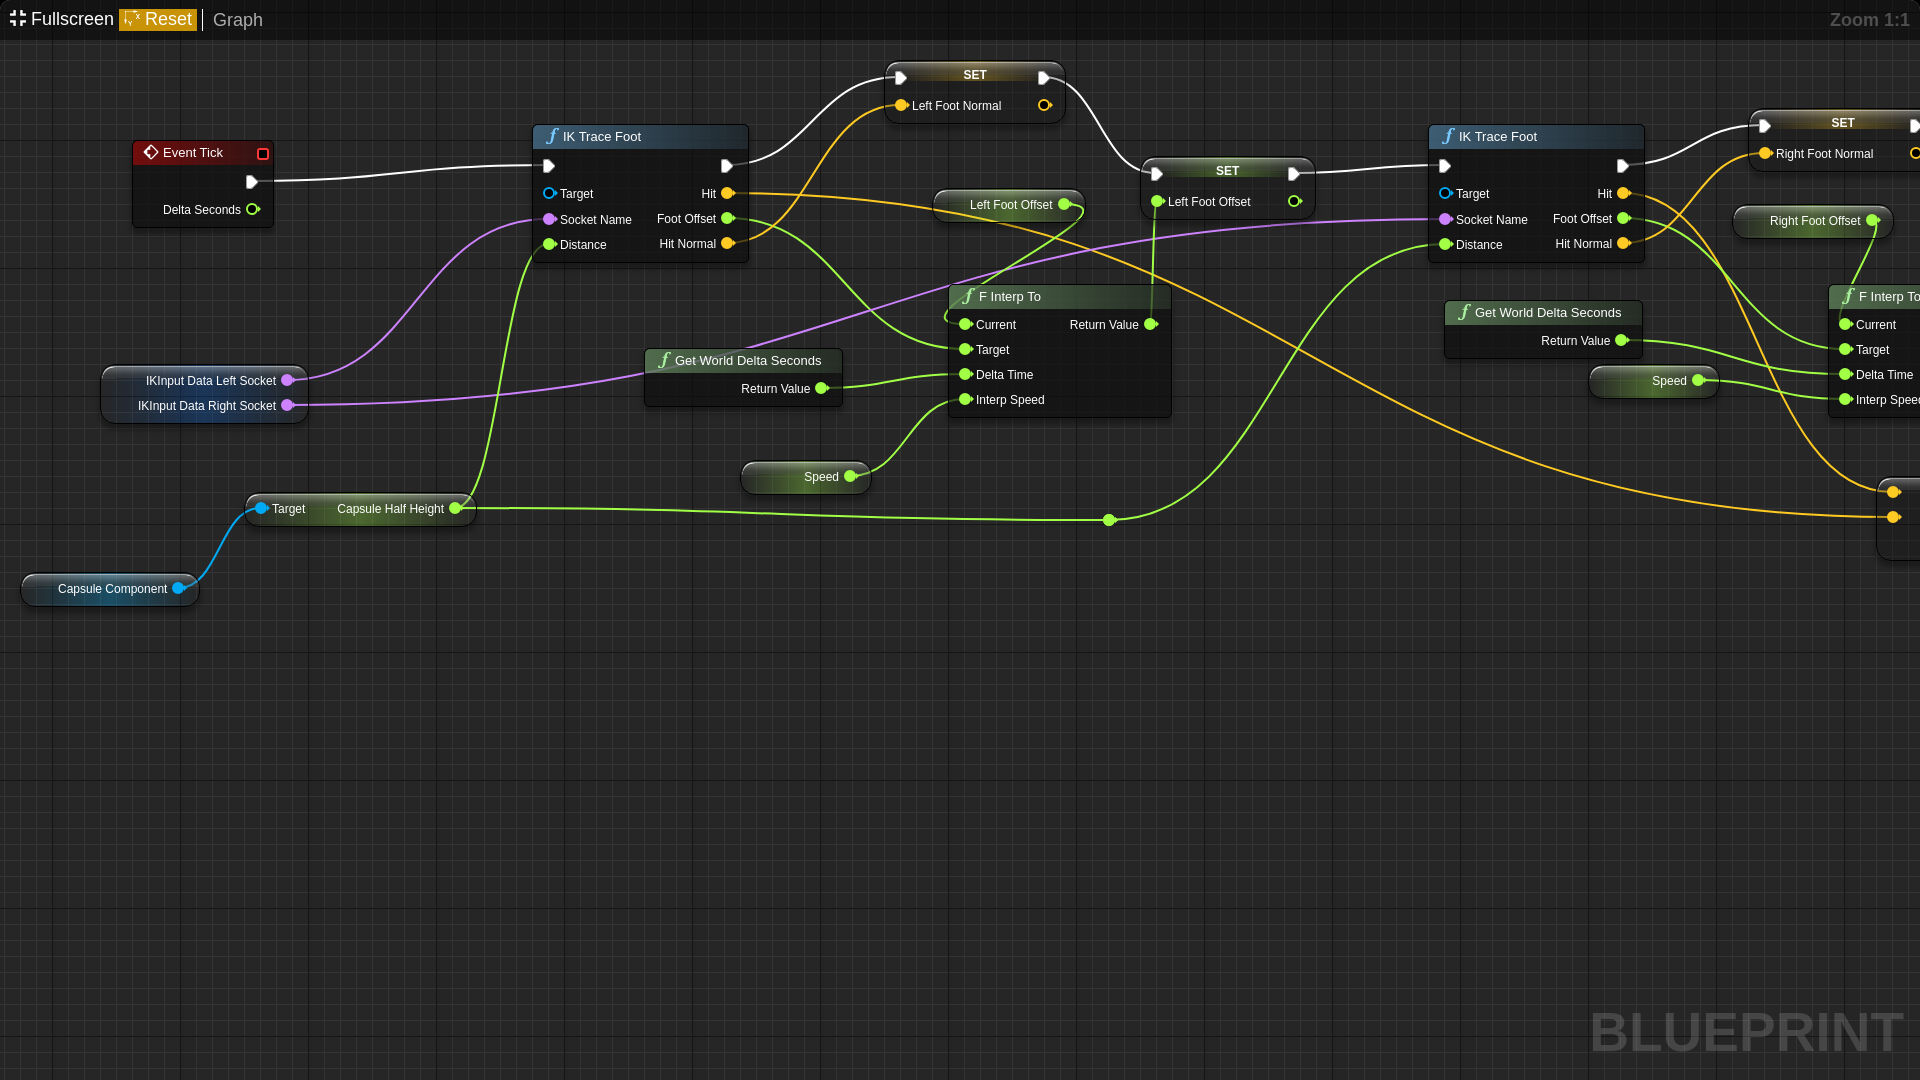 Fullscreen Reset Graph
Zoom 1:1
Event Tick
Delta Seconds
IKInput Data Left Socket
IKInput Data Right Socket
Target Capsule Half Height
Capsule Component
IK Trace Foot
Target Hit
Socket Name Foot Offset
Distance Hit Normal
SET
Left Foot Normal
Left Foot Offset
SET
Left Foot Offset
Get World Delta Seconds
Return Value
Speed
F Interp To
Current Return Value
Target
Delta Time
Interp Speed
IK Trace Foot
Target Hit
Socket Name Foot Offset
Distance Hit Normal
SET
Right Foot Normal
Right Foot Offset
Get World Delta Seconds
Return Value
Speed
F Interp To
Current
Target
Delta Time
Interp Speed
BLUEPRINT